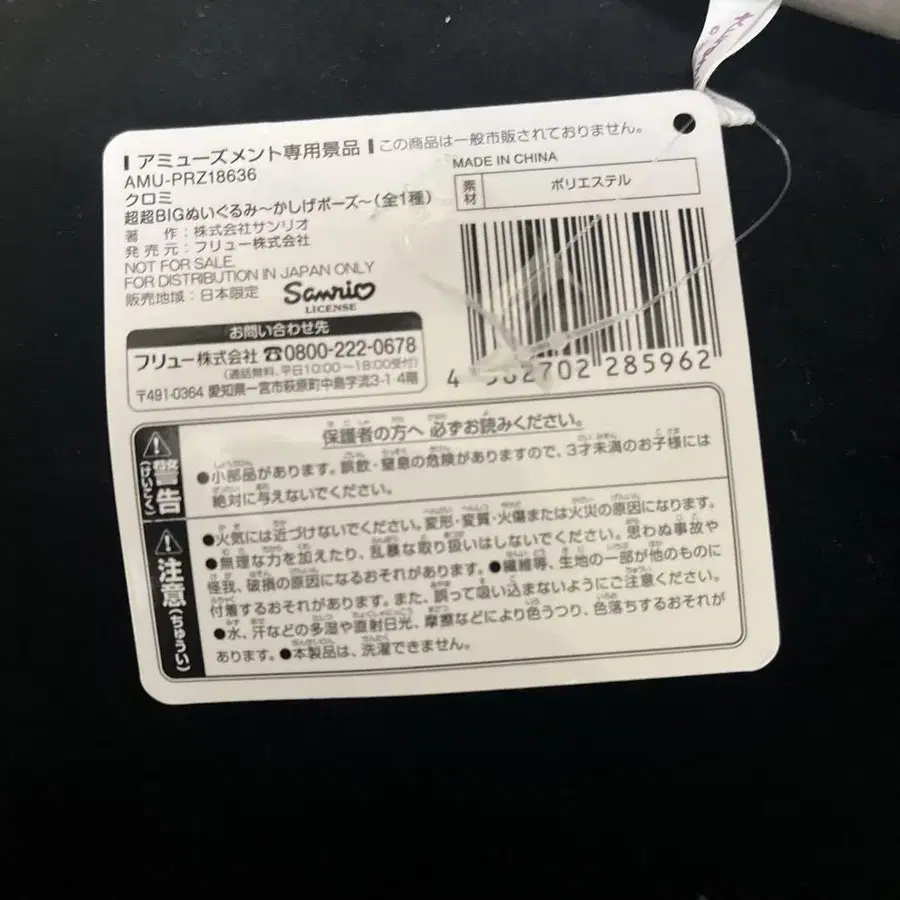 アミューズメント専用景品 この商品は一般市販されておりません。
AMU-PRZ18636
クロミ
超超BIGぬいぐるみ〜かしげポーズ〜(全1種)
著 作:株式会社サンリオ
発売元:フリュー株式会社
NOT FOR SALE.
FOR DISTRIBUTION IN JAPAN ONLY
販売地域:日本限定
Sanrio
LICENSE
MADE IN CHINA
素材 ポリエステル
お問い合わせ先
フリュー株式会社 ☎0800-222-0678
(通話無料、平日10:00〜18:00受付)
〒491-0364 愛知県一宮市萩原町中島字流3-1 4階
4 702 285962
警告(けいこく)
保護者の方へ 必ずお読みください。
●小部品があります。誤飲・窒息の危険がありますので、3才未満のお子様には
絶対に与えないでください。
注意(ちゅうい)
●火気には近づけないでください。変形・変質・火傷または火災の原因になります。
●無理な力を加えたり、乱暴な取り扱いはしないでください。思わぬ事故や
怪我、破損の原因になるおそれがあります。●繊維等、生地の一部が他のものに
付着するおそれがあります。また、誤って吸い込まないようにご注意ください。
●水、汗などの多湿や直射日光、摩擦などにより色うつり、色落ちするおそれが
あります。●本製品は、洗濯できません。